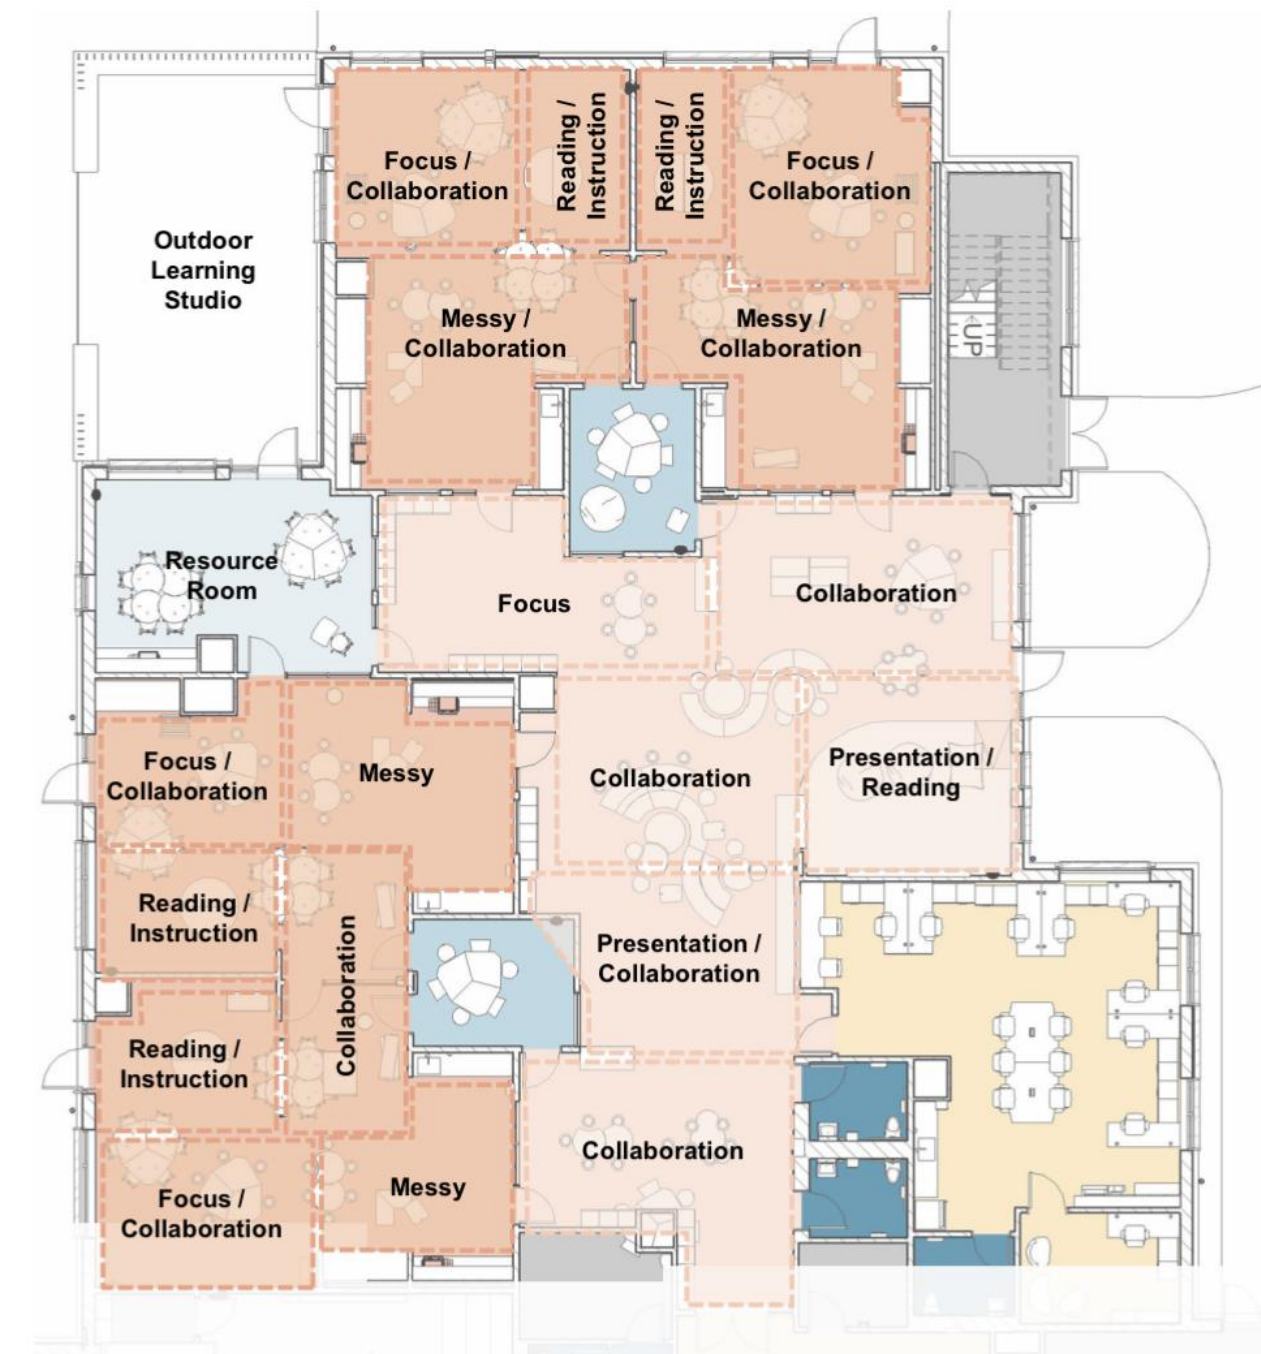 Focus /
Collaboration
Reading /
Instruction
Reading /
Instruction
Focus /
Collaboration
Outdoor
Learning
Studio
Messy /
Collaboration
Messy /
Collaboration
UP
Resource
Room
Focus
Collaboration
Focus /
Collaboration
Messy
Collaboration
Presentation /
Reading
Reading /
Instruction
Collaboration
Presentation /
Collaboration
Reading /
Instruction
Collaboration
Focus /
Collaboration
Messy